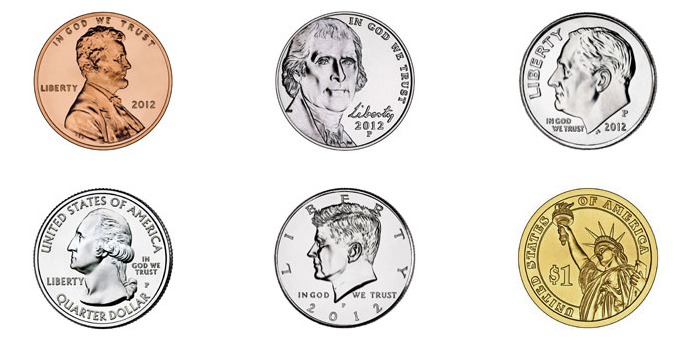 IN GOD WE TRUST
LIBERTY
2012
IN GOD WE TRUST
Liberty
2012
P
LIBERTY
IN GOD
WE TRUST
P
2012
UNITED STATES OF AMERICA
LIBERTY
IN
GOD WE
TRUST
P
QUARTER DOLLAR
LIBERTY
IN GOD WE TRUST
P
2012
UNITED STATES OF AMERICA
$1